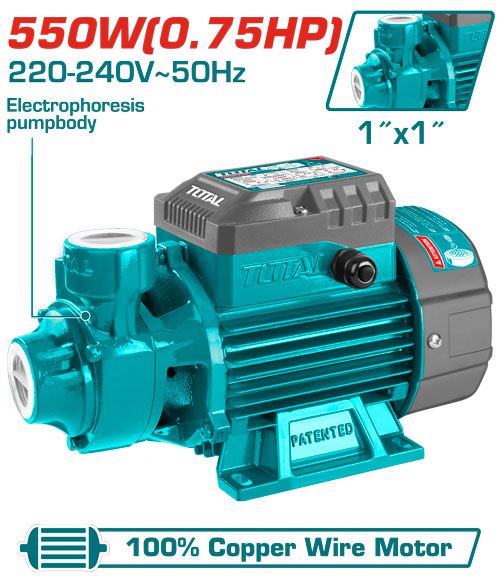 550W(0.75HP)
220-240V~50Hz
Electrophoresis
pumpbody
1″x1″
TOTAL
TOTAL
PATENTED
100% Copper Wire Motor